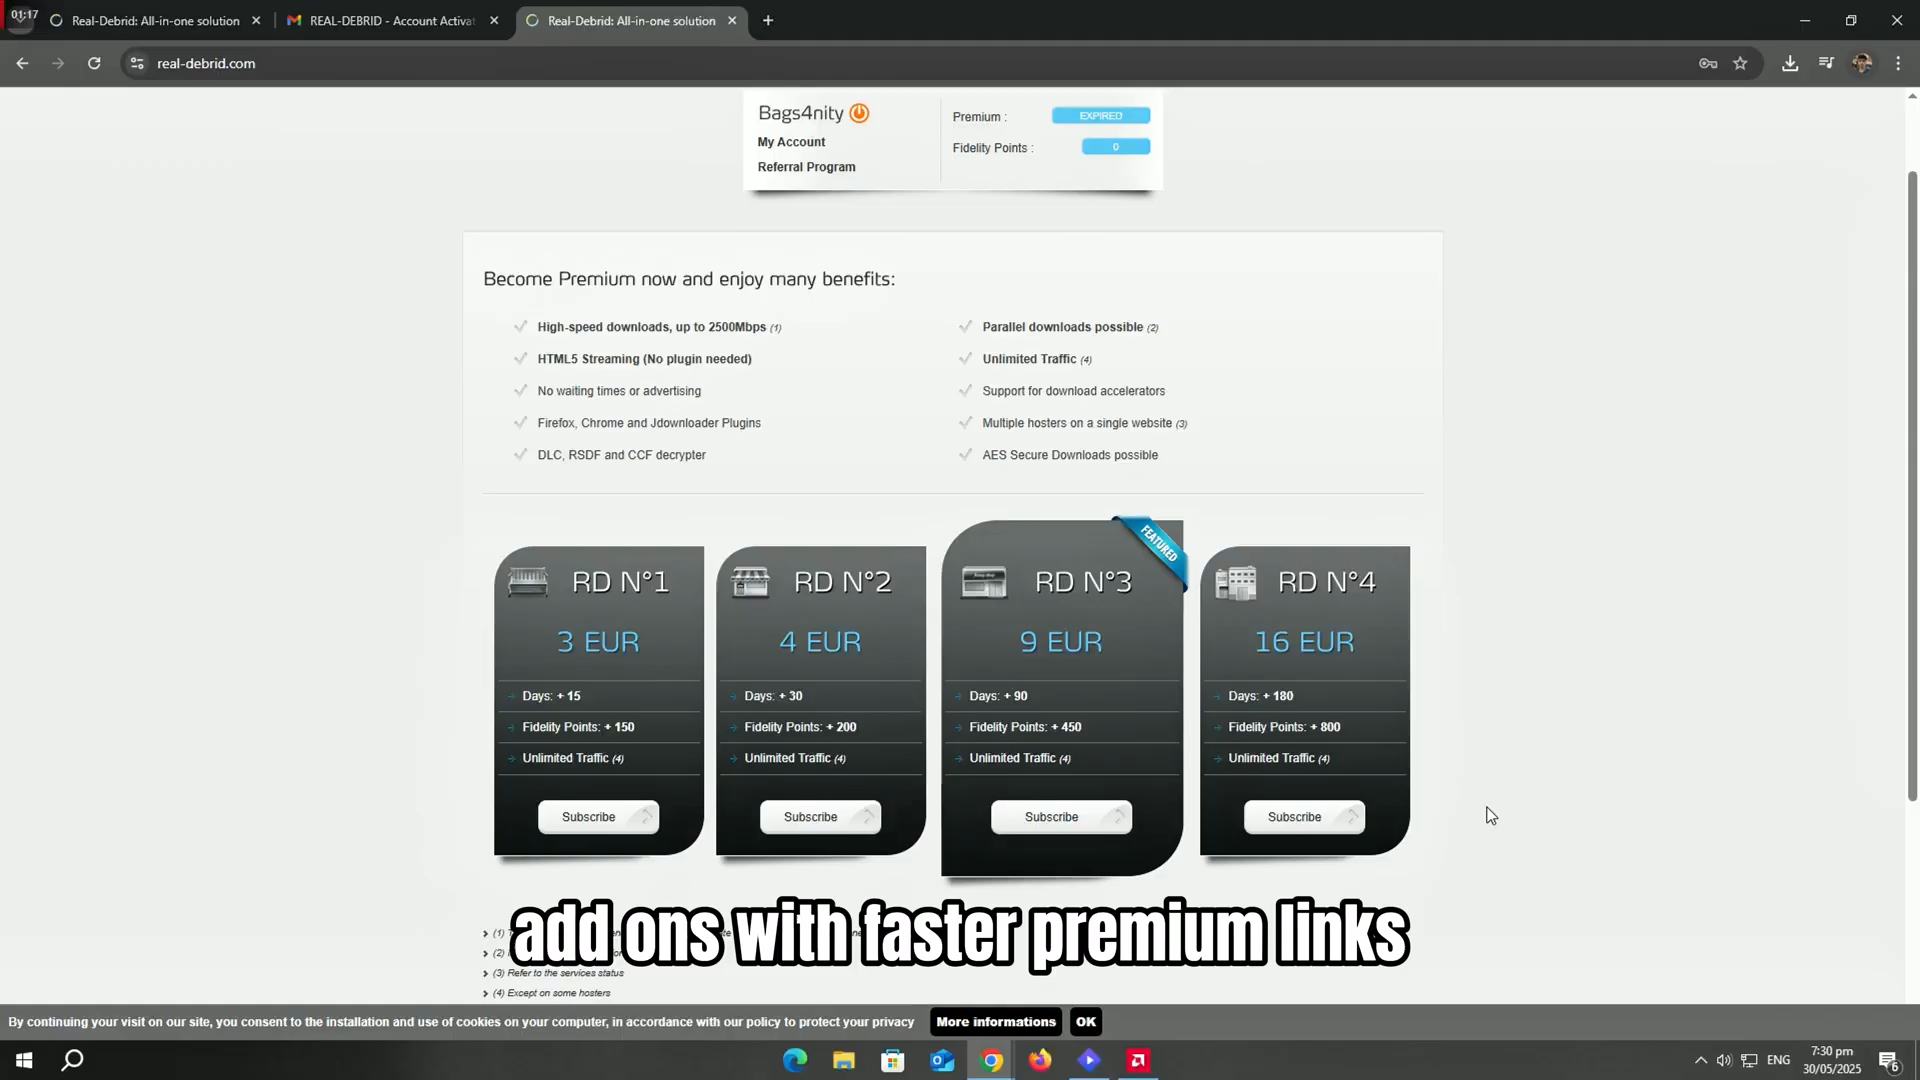 01:17
Real-Debrid: All-in-one solution
REAL-DEBRID - Account Activat
Real-Debrid: All-in-one solution
real-debrid.com
Bags4nity
My Account
Referral Program
Premium :
EXPIRED
Fidelity Points :
0
Become Premium now and enjoy many benefits:
High-speed downloads, up to 2500Mbps (1)
HTML5 Streaming (No plugin needed)
No waiting times or advertising
Firefox, Chrome and Jdownloader Plugins
DLC, RSDF and CCF decrypter
Parallel downloads possible (2)
Unlimited Traffic (4)
Support for download accelerators
Multiple hosters on a single website (3)
AES Secure Downloads possible
RD N°1
3 EUR
Days: + 15
Fidelity Points: + 150
Unlimited Traffic (4)
Subscribe
RD N°2
4 EUR
Days: + 30
Fidelity Points: + 200
Unlimited Traffic (4)
Subscribe
FEATURED
RD N°3
9 EUR
Days: + 90
Fidelity Points: + 450
Unlimited Traffic (4)
Subscribe
RD N°4
16 EUR
Days: + 180
Fidelity Points: + 800
Unlimited Traffic (4)
Subscribe
(1)
(2)
(3) Refer to the services status
(4) Except on some hosters
add ons with faster premium links
By continuing your visit on our site, you consent to the installation and use of cookies on your computer, in accordance with our policy to protect your privacy
More informations
OK
ENG
7:30 pm
30/05/2025
6